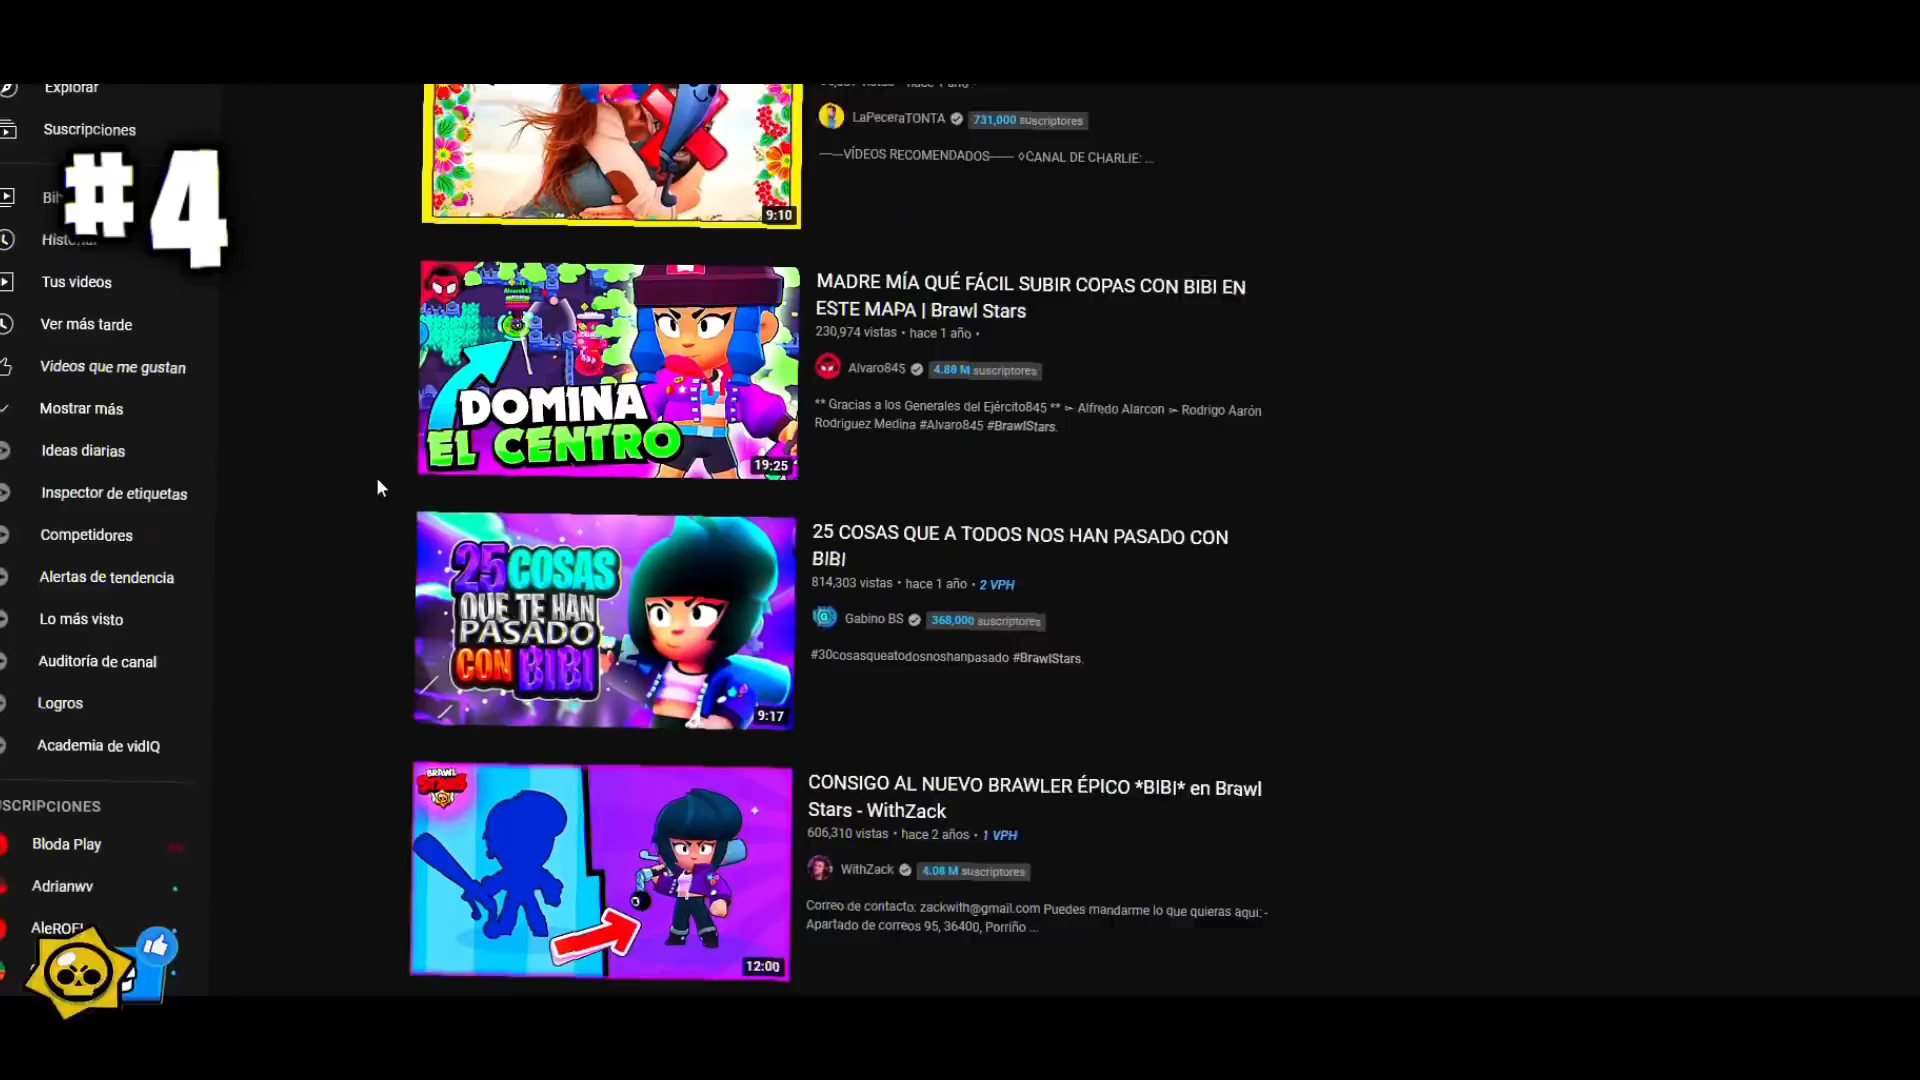 Explorar
Suscripciones
#4
Tus videos
Ver más tarde
Videos que me gustan
Mostrar más
Ideas diarias
Inspector de etiquetas
Competidores
Alertas de tendencia
Lo más visto
Auditoría de canal
Logros
Academia de vidIQ
Bloda Play
Adrianwv
9:10
LaPeceraTONTA
731,000 suscriptores
-----VÍDEOS RECOMENDADOS----- ◊CANAL DE CHARLIE: ...
DOMINA
EL CENTRO
19:25
MADRE MÍA QUÉ FÁCIL SUBIR COPAS CON BIBI EN
ESTE MAPA | Brawl Stars
230,974 vistas • hace 1 año •
Alvaro845
4.88 M suscriptores
** Gracias a los Generales del Ejército845 ** ➢ Alfredo Alarcon ➢ Rodrigo Aarón
Rodriguez Medina #Alvaro845 #BrawlStars.
25 COSAS
QUE TE HAN
PASADO
CON BIBI
9:17
25 COSAS QUE A TODOS NOS HAN PASADO CON
BIBI
814,303 vistas • hace 1 año • 2 VPH
Gabino BS
368,000 suscriptores
#30cosasqueatodosnoshanpasado #BrawlStars.
BRAWL
STARS
12:00
CONSIGO AL NUEVO BRAWLER ÉPICO *BIBI* en Brawl
Stars - WithZack
606,310 vistas • hace 2 años • 1 VPH
WithZack
4.08 M suscriptores
Correo de contacto: zackwith@gmail.com Puedes mandarme lo que quieras aquí: -
Apartado de correos 95, 36400, Porriño ...